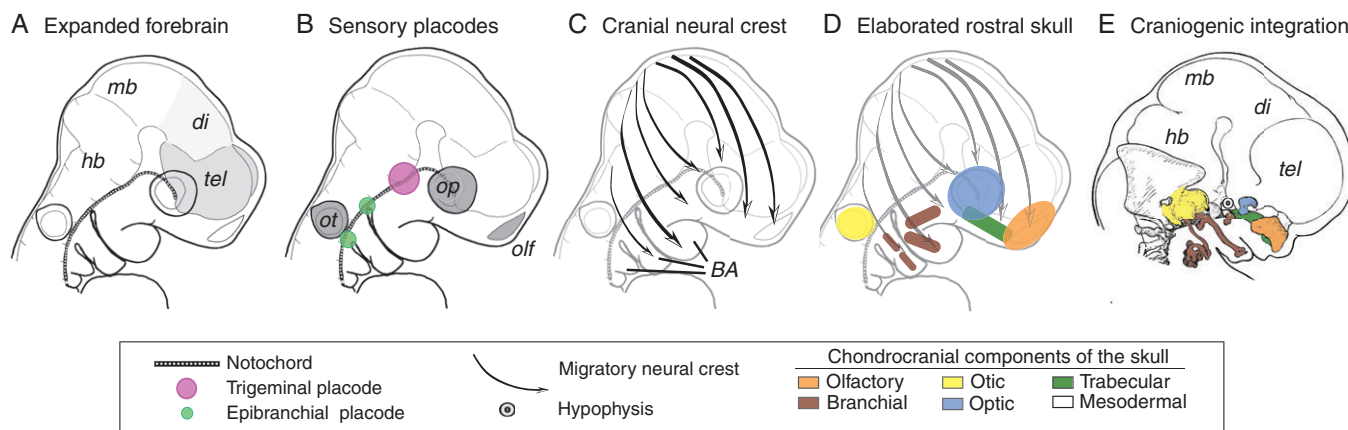 A Expanded forebrain
B Sensory placodes
C Cranial neural crest
D Elaborated rostral skull
E Craniogenic integration
mb
di
hb
tel
op
ot
olf
BA
mb
di
hb
tel
Notochord
Trigeminal placode
Epibranchial placode
Migratory neural crest
Hypophysis
Chondrocranial components of the skull
Olfactory Otic Trabecular
Branchial Optic Mesodermal